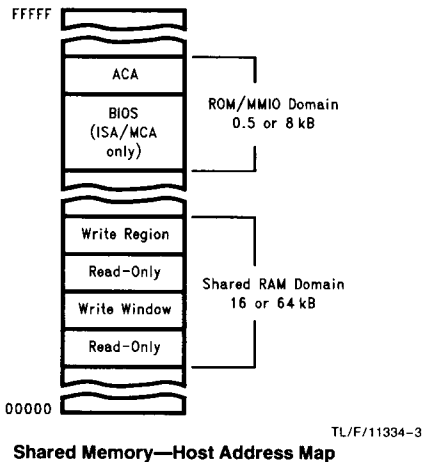 FFFFF
ACA
BIOS
(ISA/MCA
only)
ROM/MMIO Domain
0.5 or 8 kB
Write Region
Read-Only
Write Window
Read-Only
Shared RAM Domain
16 or 64 kB
00000
TL/F/11334-3
Shared Memory—Host Address Map